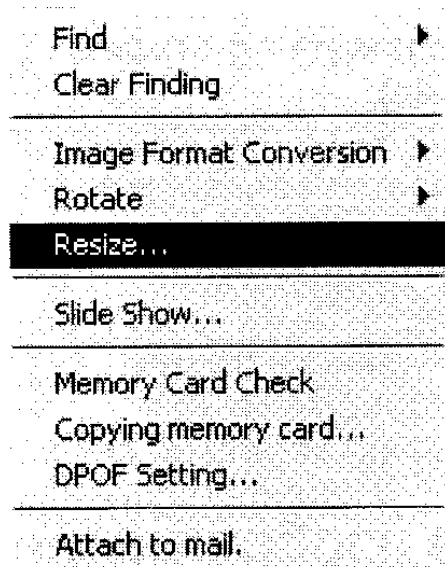 Find
Clear Finding
Image Format Conversion
Rotate
Resize...
Slide Show...
Memory Card Check
Copying memory card...
DPOF Setting...
Attach to mail.